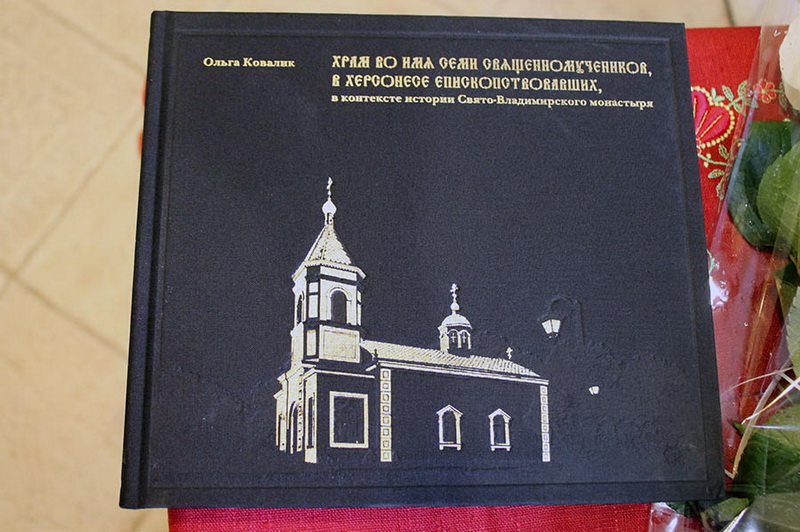 Ольга Ковалик
ХРАМ ВО ИМЯ СЕМИ СВЯЩЕННОМУЧЕНИКОВ,
В ХЕРСОНЕСЕ ЕПИСКОПСТВОВАВШИХ,
в контексте истории Свято-Владимирского монастыря